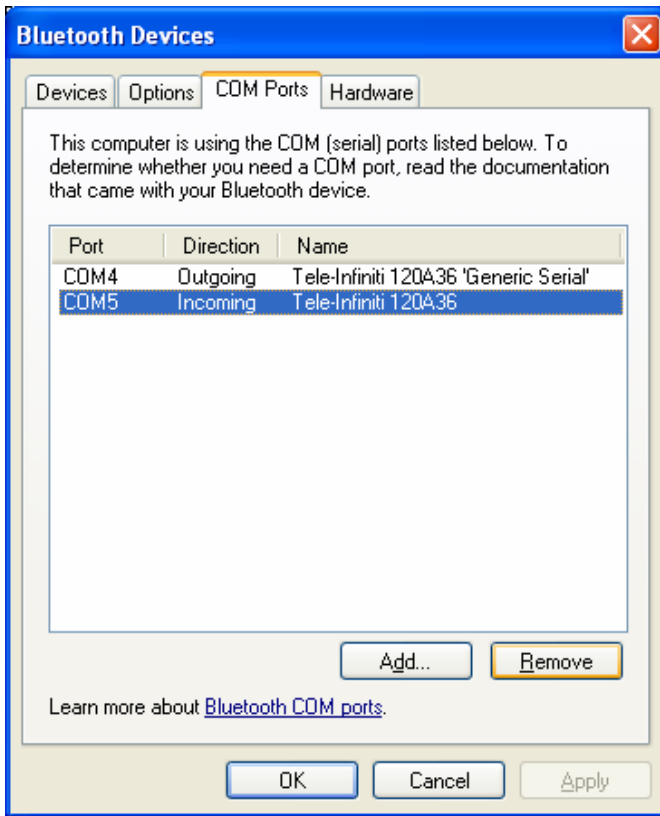 Bluetooth Devices
Devices Options COM Ports Hardware
This computer is using the COM (serial) ports listed below. To
determine whether you need a COM port, read the documentation
that came with your Bluetooth device.
Port Direction Name
COM4 Outgoing Tele-Infiniti 120A36 'Generic Serial'
COM5 Incoming Tele-Infiniti 120A36
Add... Remove
Learn more about Bluetooth COM ports.
OK Cancel Apply